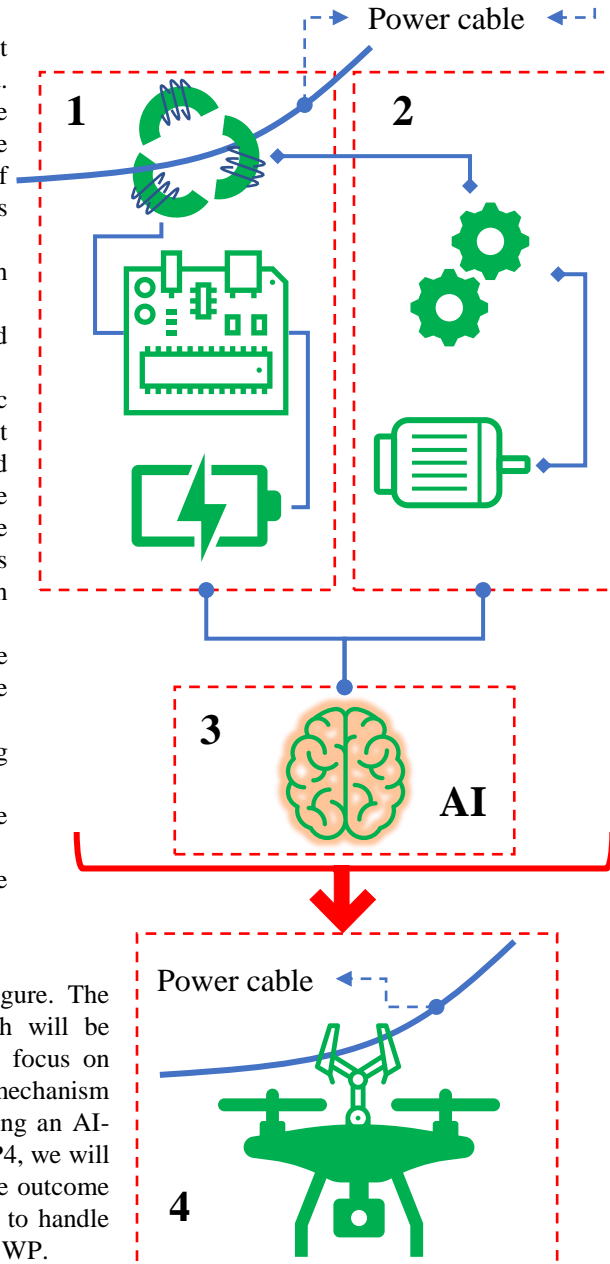 Power cable
1
2
t
.
e
e
f
s
n
d
c
t
d
e
e
s
n
e
e
g
e
e
3
AI
Power cable
4
gure. The
h will be
focus on
mechanism
ing an AI-
P4, we will
e outcome
to handle
WP.